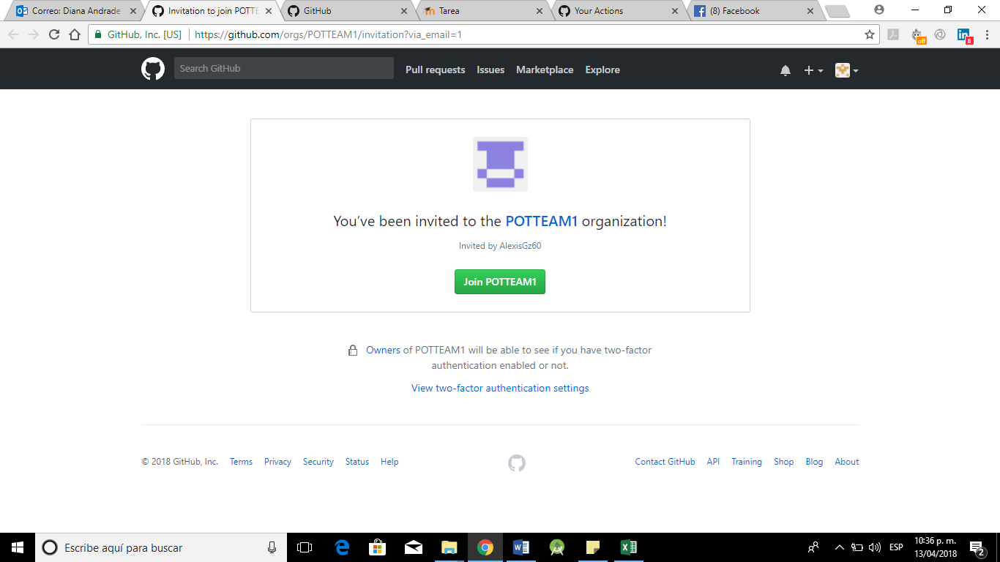 Correo: Diana Andrade
Invitation to join POTTE
GitHub
Tarea
Your Actions
(8) Facebook
GitHub, Inc. [US]
https://github.com/orgs/POTTEAM1/invitation?via_email=1
off
8
Search GitHub
Pull requests
Issues
Marketplace
Explore
You've been invited to the POTTEAM1 organization!
Invited by AlexisGz60
Join POTTEAM1
Owners of POTTEAM1 will be able to see if you have two-factor
authentication enabled or not.
View two-factor authentication settings
© 2018 GitHub, Inc.
Terms
Privacy
Security
Status
Help
Contact GitHub
API
Training
Shop
Blog
About
Escribe aquí para buscar
ESP
10:36 p. m.
13/04/2018
2